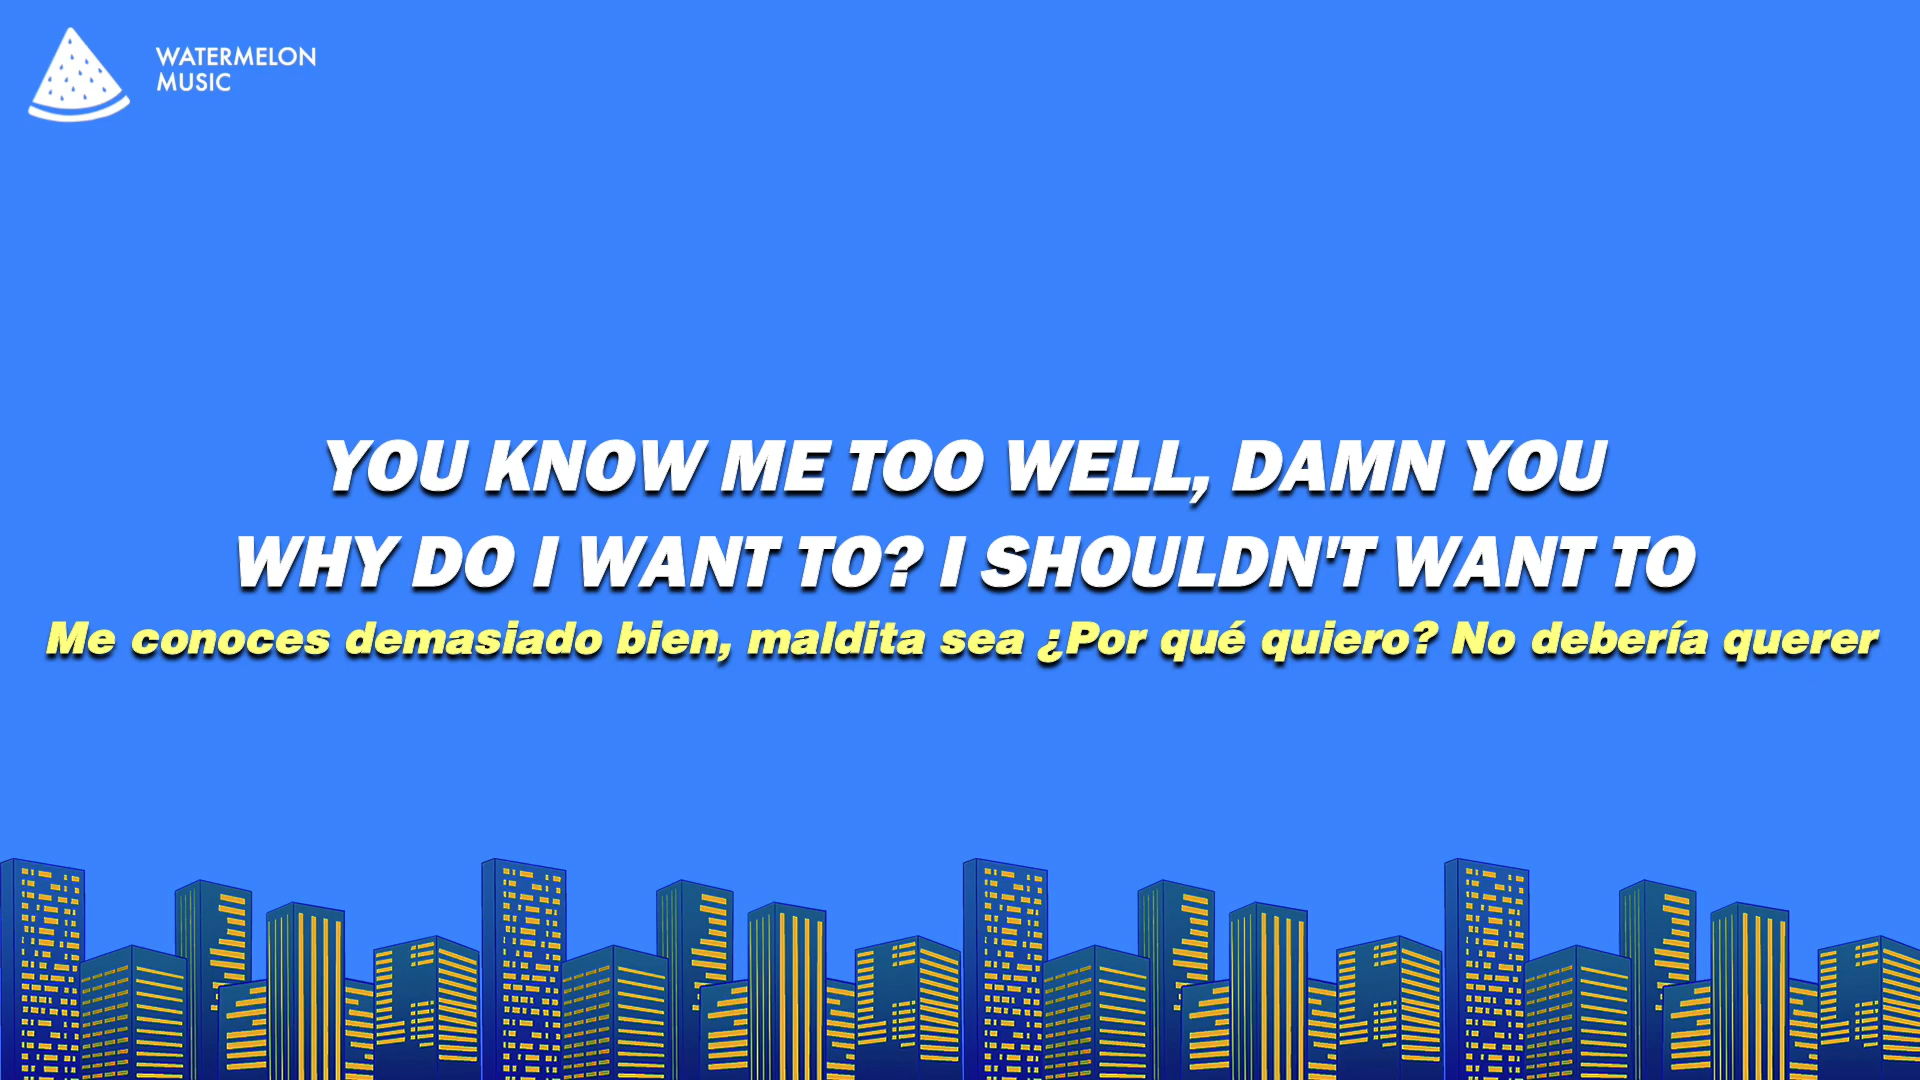 WATERMELON
MUSIC
YOU KNOW ME TOO WELL, DAMN YOU
WHY DO I WANT TO? I SHOULDN'T WANT TO
Me conoces demasiado bien, maldita sea ¿Por qué quiero? No debería querer